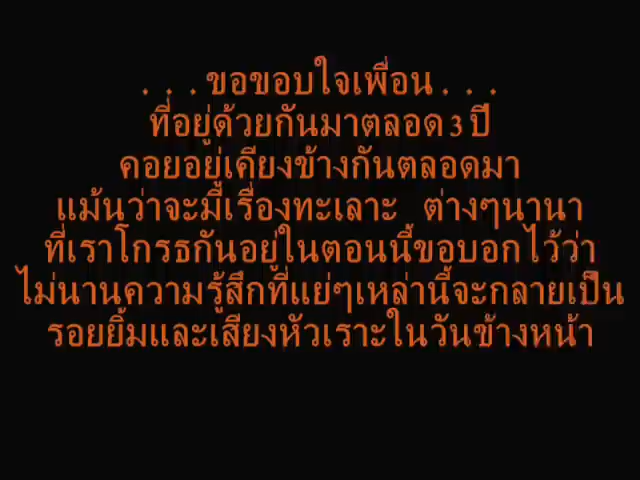 ...ขอขอบใจเพื่อน...
ที่อยู่ด้วยกันมาตลอด 3 ปี
คอยอยู่เคียงข้างกันตลอดมา
แม้นว่าจะมีเรื่องทะเลาะ ต่างๆนานา
ที่เราโกรธกันอยู่ในตอนนี้ขอบอกไว้ว่า
ไม่นานความรู้สึกที่แย่ๆเหล่านี้จะกลายเป็น
รอยยิ้มและเสียงหัวเราะในวันข้างหน้า